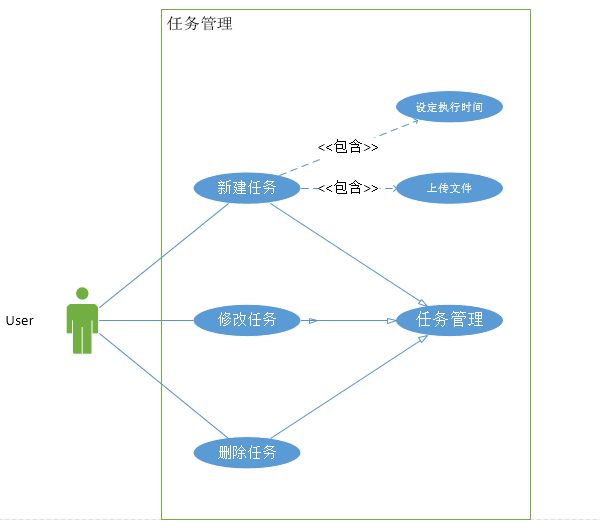 任务管理
设定执行时间
<<包含>>
新建任务
<<包含>>
上传文件
User
修改任务
任务管理
删除任务